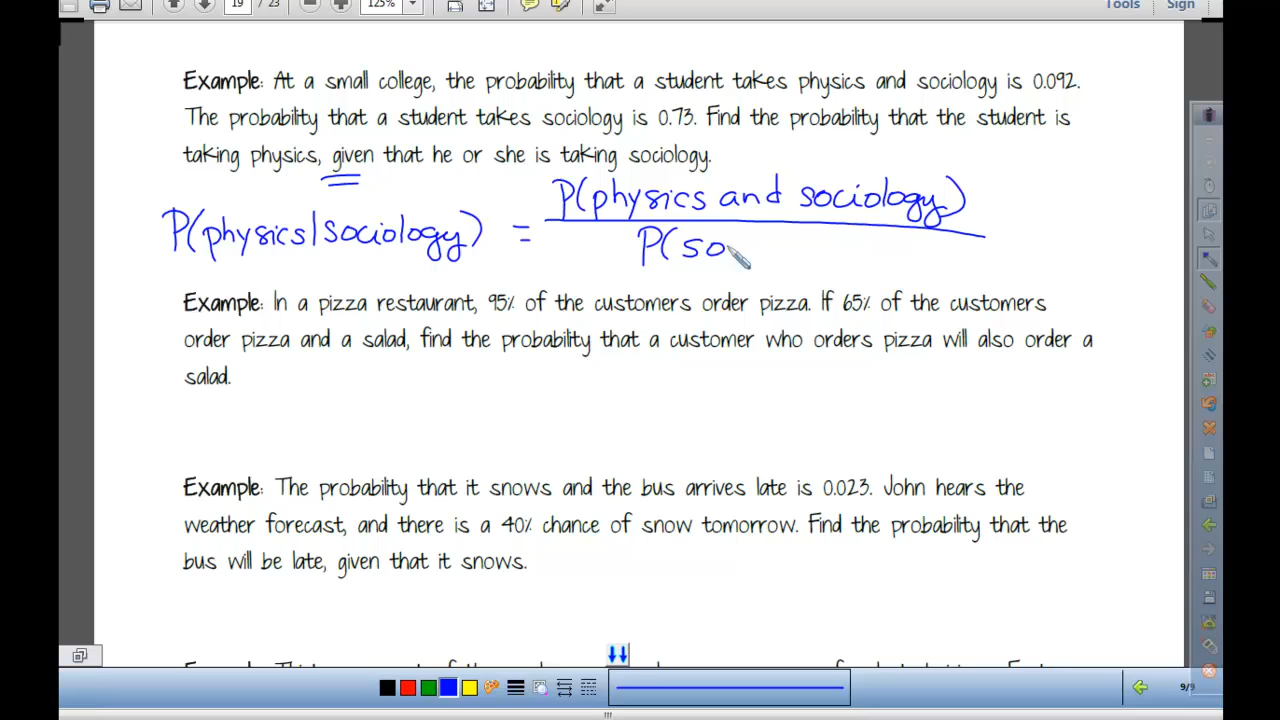 19 / 23
125%
Tools
Sign
Example: At a small college, the probability that a student takes physics and sociology is 0.092.
The probability that a student takes sociology is 0.73. Find the probability that the student is
taking physics, given that he or she is taking sociology.
P(physics and sociology)
P(physics|sociology) =
P(so
Example: In a pizza restaurant, 95% of the customers order pizza. If 65% of the customers
order pizza and a salad, find the probability that a customer who orders pizza will also order a
salad.
Example: The probability that it snows and the bus arrives late is 0.023. John hears the
weather forecast, and there is a 40% chance of snow tomorrow. Find the probability that the
bus will be late, given that it snows.
9/9